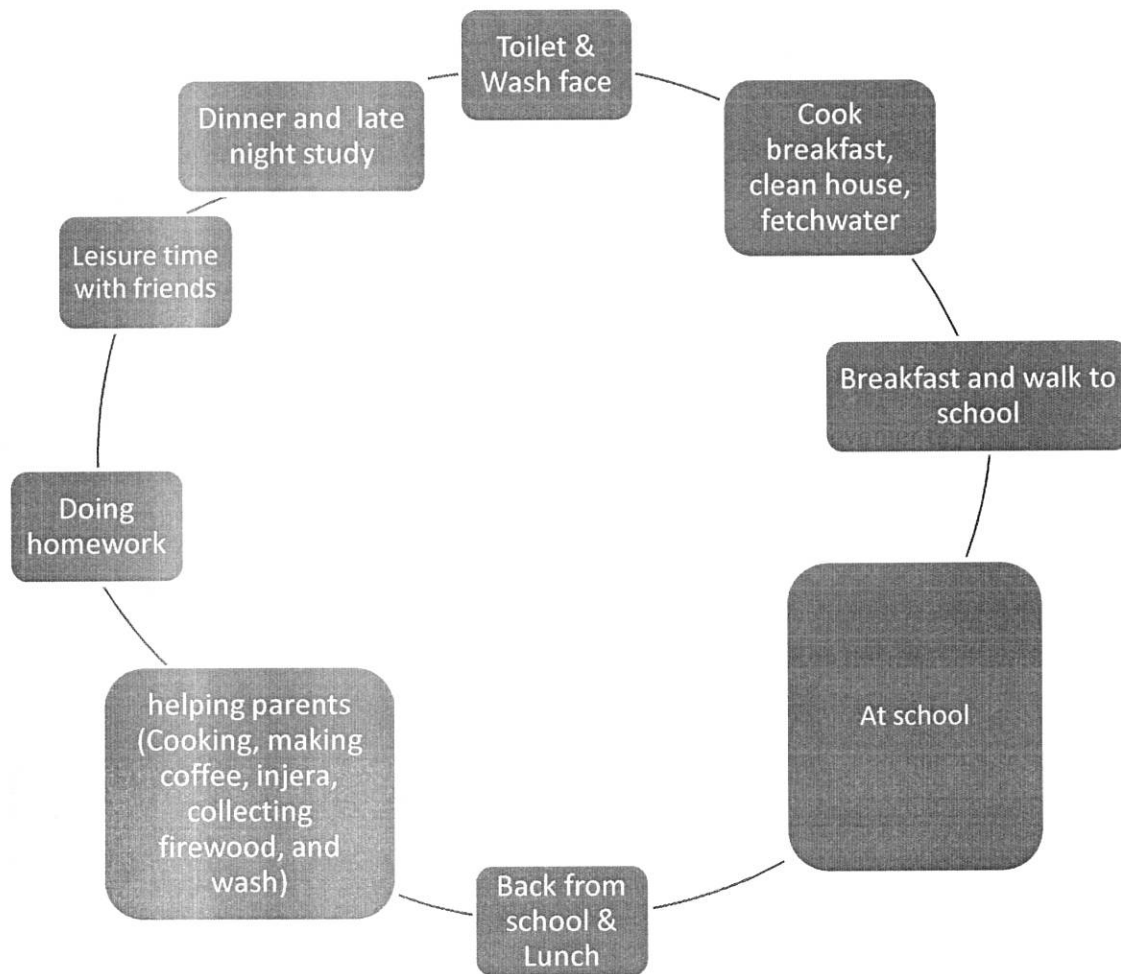 Toilet &
Wash face
Cook
breakfast,
clean house,
fetchwater
Breakfast and walk to
school
At school
Back from
school &
Lunch
helping parents
(Cooking, making
coffee, injera,
collecting
firewood, and
wash)
Doing
homework
Leisure time
with friends
Dinner and late
night study